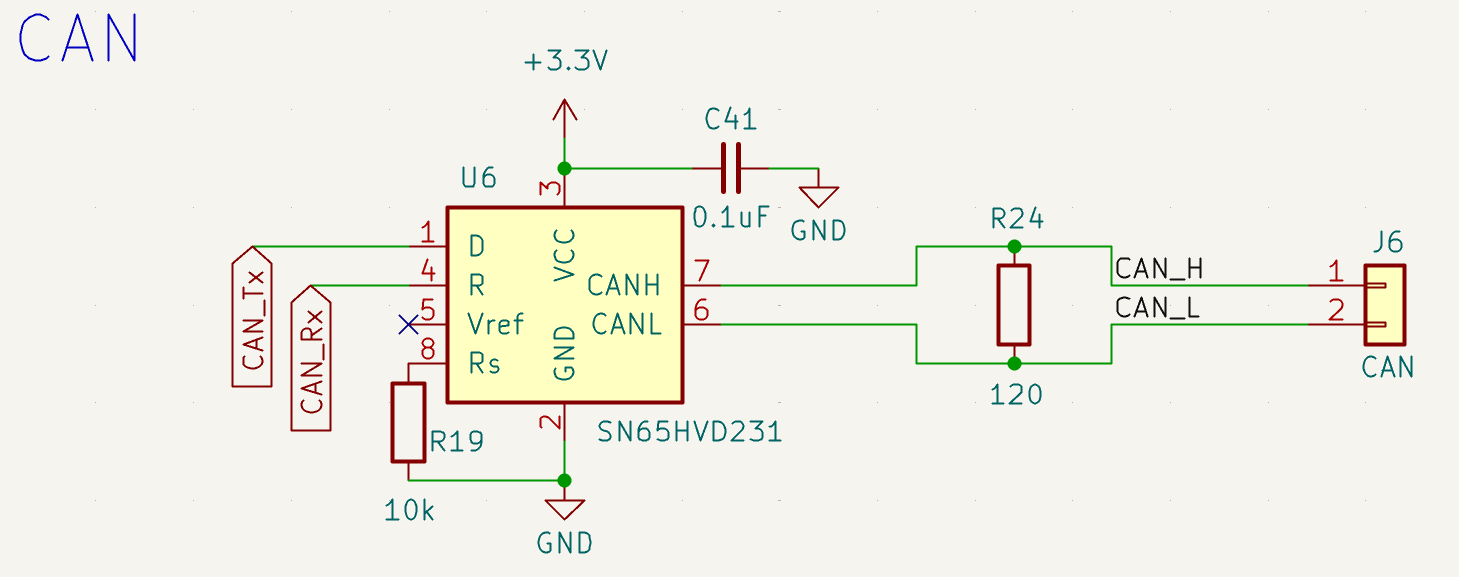 CAN
+3.3V
C41
0.1uF
GND
U6
3
1
D
4
R
5
Vref
8
Rs
VCC
GND
CANH
7
CANL
6
2
SN65HVD231
CAN_Tx
CAN_Rx
R19
10k
GND
R24
120
CAN_H
CAN_L
J6
1
2
CAN